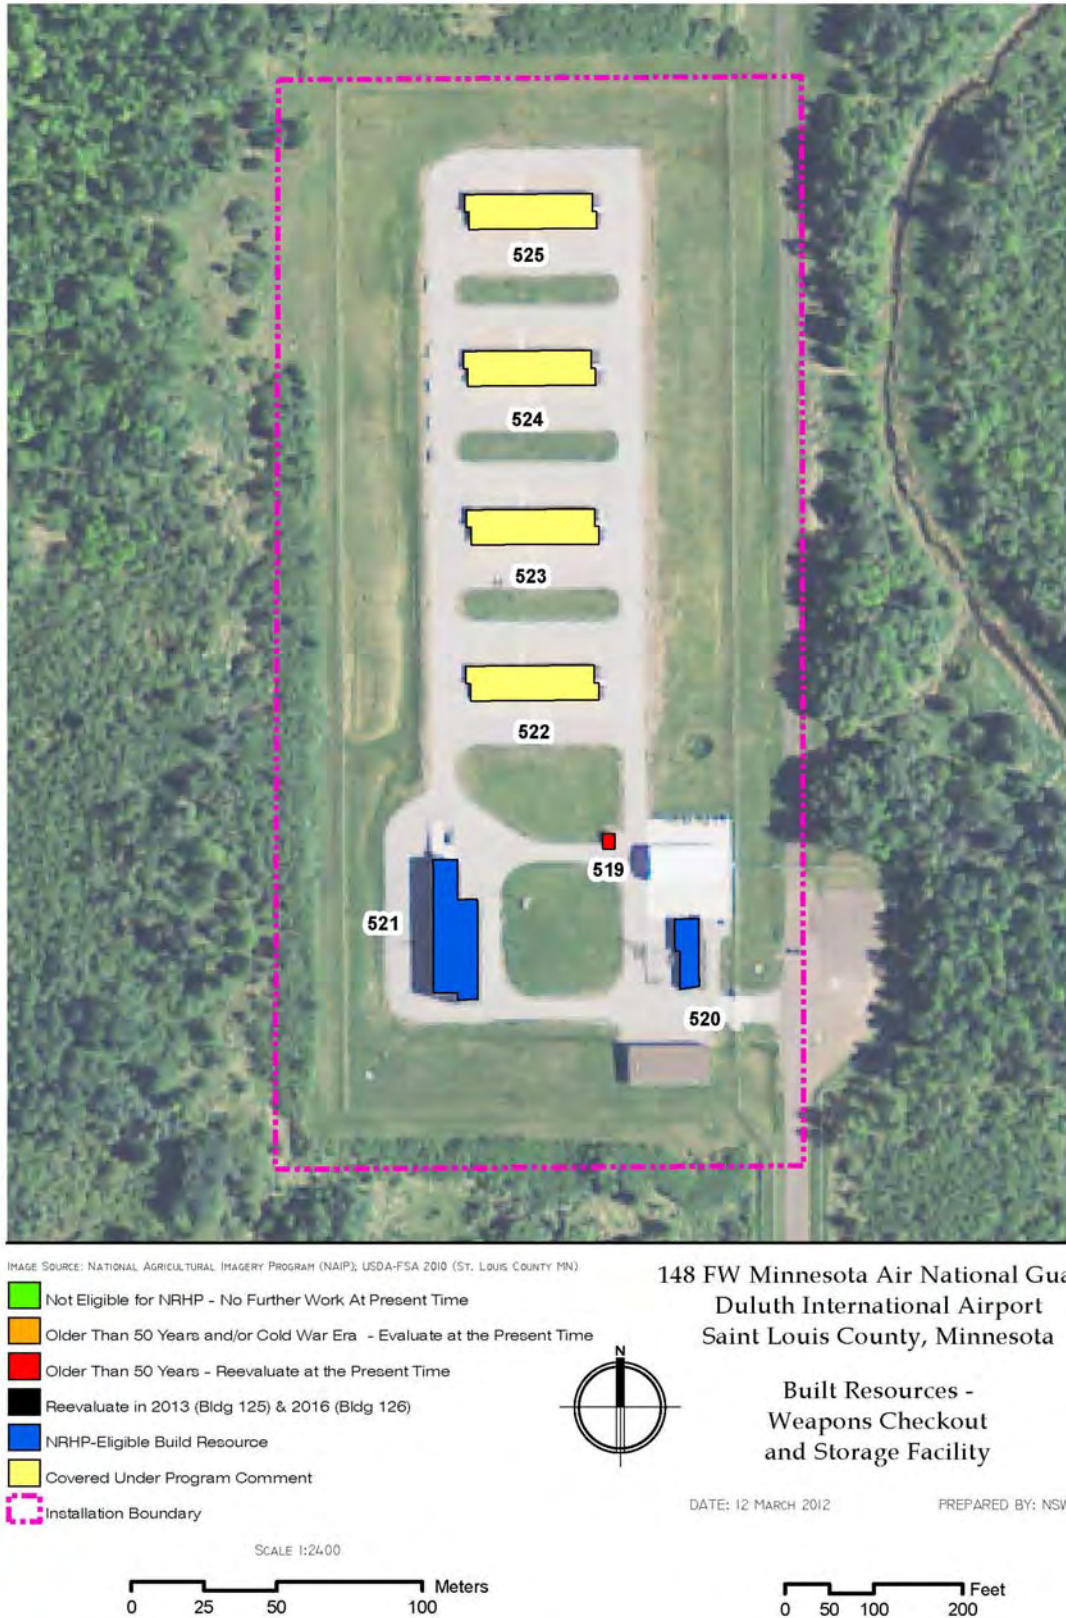 525
524
523
522
519
521
520
IMAGE SOURCE: NATIONAL AGRICULTURAL IMAGERY PROGRAM (NAIP); USDA-FSA 2010 (ST. LOUIS COUNTY MN)
Not Eligible for NRHP - No Further Work At Present Time
Older Than 50 Years and/or Cold War Era - Evaluate at the Present Time
Older Than 50 Years - Reevaluate at the Present Time
Reevaluate in 2013 (Bldg 125) & 2016 (Bldg 126)
NRHP-Eligible Build Resource
Covered Under Program Comment
Installation Boundary
SCALE 1:2400
0 25 50 100 Meters
N
148 FW Minnesota Air National Gua
Duluth International Airport
Saint Louis County, Minnesota
Built Resources -
Weapons Checkout
and Storage Facility
DATE: 12 MARCH 2012 PREPARED BY: NSW
0 50 100 200 Feet